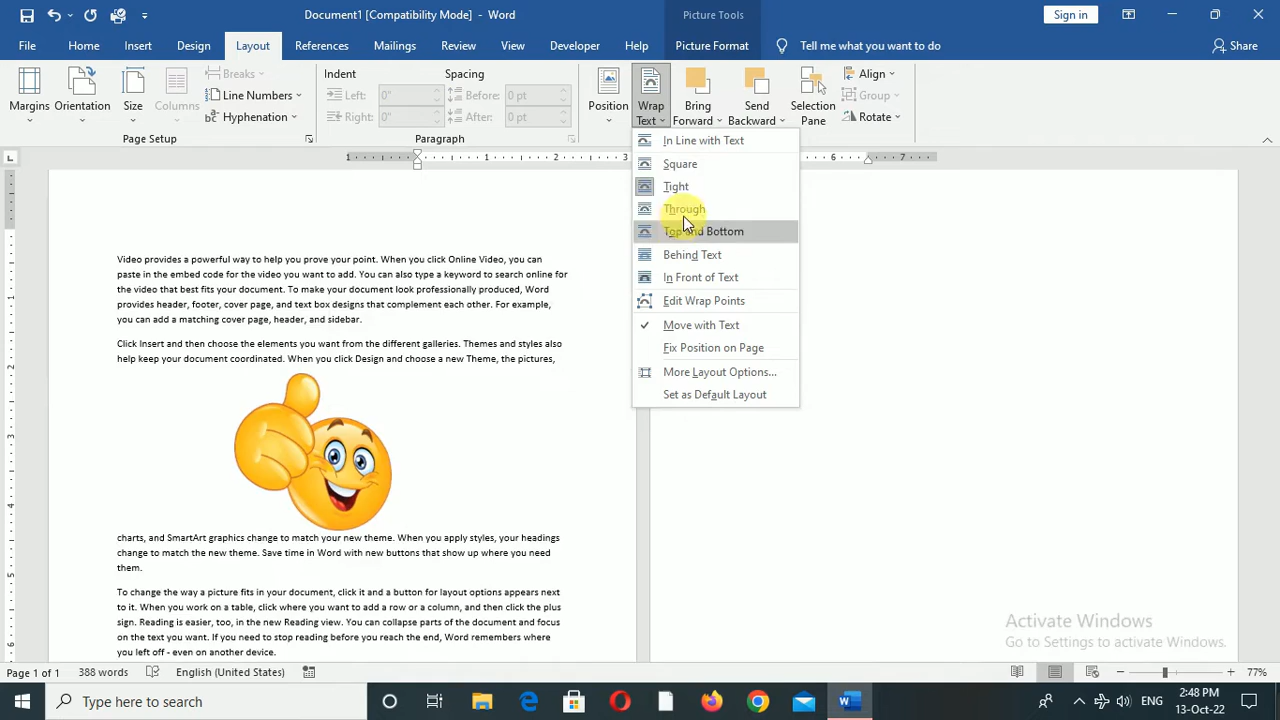 Document1 [Compatibility Mode] - Word
Picture Tools
Sign in
File Home Insert Design Layout References Mailings Review View Developer Help Picture Format Tell me what you want to do Share
Margins
Orientation
Size
Columns
Breaks
Line Numbers
Hyphenation
Page Setup
Indent
Left: 0"
Right: 0"
Spacing
Before: 0 pt
After: 0 pt
Paragraph
Position
Wrap
Text
Bring
Forward
Send
Backward
Selection
Pane
Align
Group
Rotate
In Line with Text
Square
Tight
Through
Top and Bottom
Behind Text
In Front of Text
Edit Wrap Points
Move with Text
Fix Position on Page
More Layout Options...
Set as Default Layout
1 1 2 3 6 7
Video provides a powerful way to help you prove your point. When you click Online Video, you can
paste in the embed code for the video you want to add. You can also type a keyword to search online for
the video that best fits your document. To make your document look professionally produced, Word
provides header, footer, cover page, and text box designs that complement each other. For example,
you can add a matching cover page, header, and sidebar.
Click Insert and then choose the elements you want from the different galleries. Themes and styles also
help keep your document coordinated. When you click Design and choose a new Theme, the pictures,
charts, and SmartArt graphics change to match your new theme. When you apply styles, your headings
change to match the new theme. Save time in Word with new buttons that show up where you need
them.
To change the way a picture fits in your document, click it and a button for layout options appears next
to it. When you work on a table, click where you want to add a row or a column, and then click the plus
sign. Reading is easier, too, in the new Reading view. You can collapse parts of the document and focus
on the text you want. If you need to stop reading before you reach the end, Word remembers where
you left off - even on another device.
1
2
3
4
5
6
Activate Windows
Go to Settings to activate Windows.
Page 1 of 1 388 words English (United States) 77%
Type here to search
ENG
2:48 PM
13-Oct-22